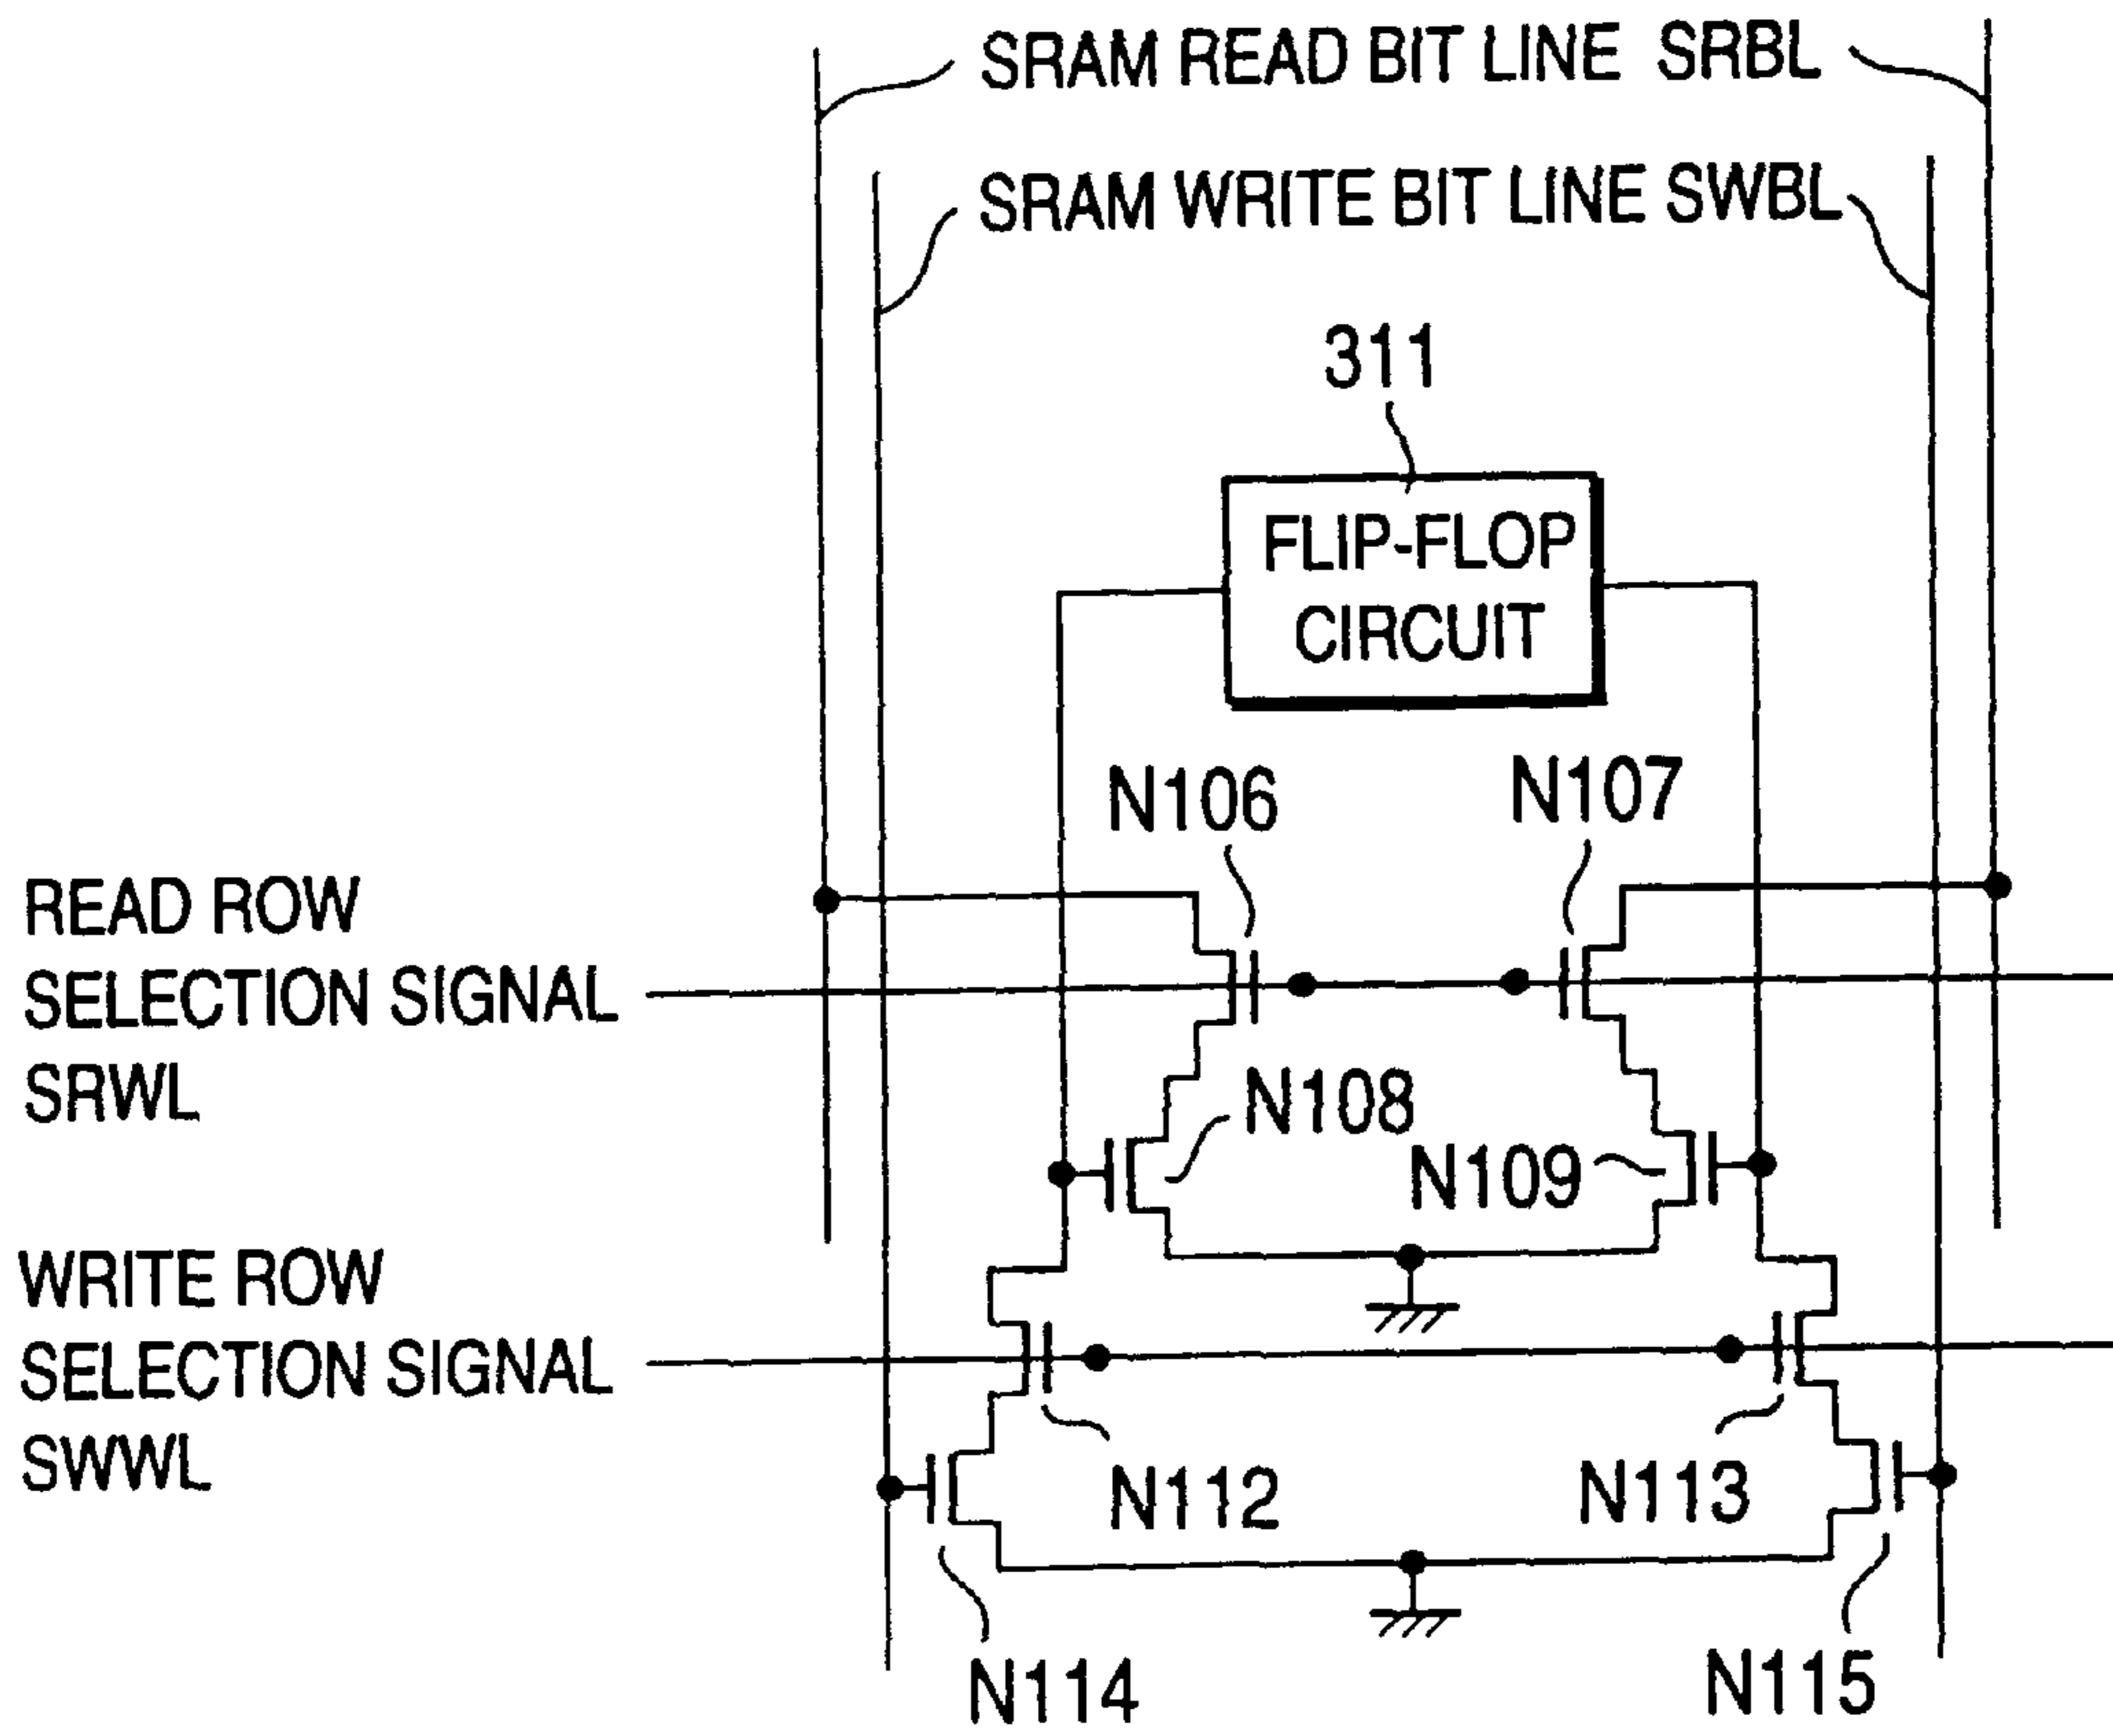 SRAM READ BIT LINE SRBL
SRAM WRITE BIT LINE SWBL
311
FLIP-FLOP
CIRCUIT
N106
N107
READ ROW
SELECTION SIGNAL
SRWL
N108
N109
WRITE ROW
SELECTION SIGNAL
SWWL
N112
N113
N114
N115